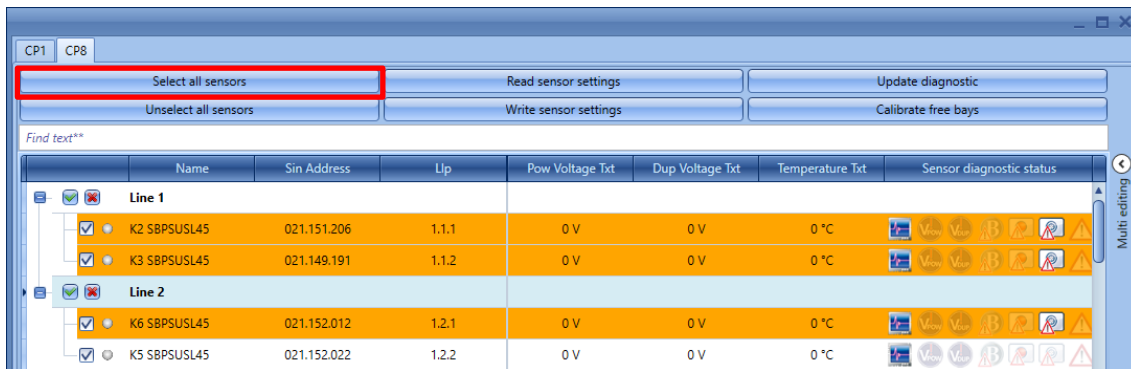 CP1 CP8
Select all sensors Read sensor settings Update diagnostic
Unselect all sensors Write sensor settings Calibrate free bays
Find text**
Name Sin Address Llp Pow Voltage Txt Dup Voltage Txt Temperature Txt Sensor diagnostic status
Multi editing
Line 1
K2 SBPSUSL45 021.151.206 1.1.1 0 V 0 V 0 °C
K3 SBPSUSL45 021.149.191 1.1.2 0 V 0 V 0 °C
Line 2
K6 SBPSUSL45 021.152.012 1.2.1 0 V 0 V 0 °C
K5 SBPSUSL45 021.152.022 1.2.2 0 V 0 V 0 °C